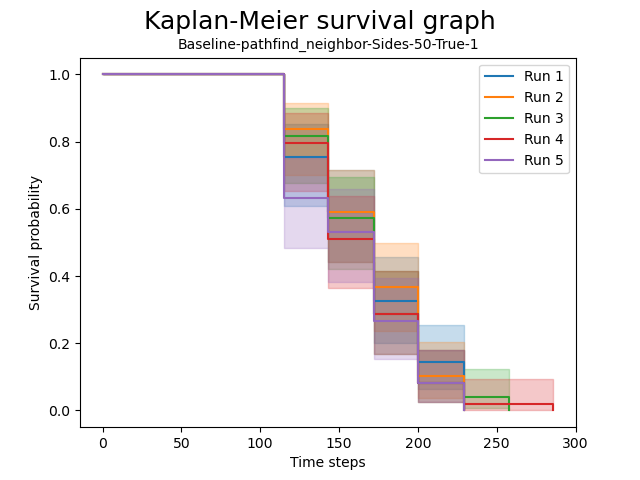 Kaplan-Meier survival graph
Baseline-pathfind_neighbor-Sides-50-True-1
Run 1
Run 2
Run 3
Run 4
Run 5
Survival probability
1.0
0.8
0.6
0.4
0.2
0.0
0 50 100 150 200 250 300
Time steps